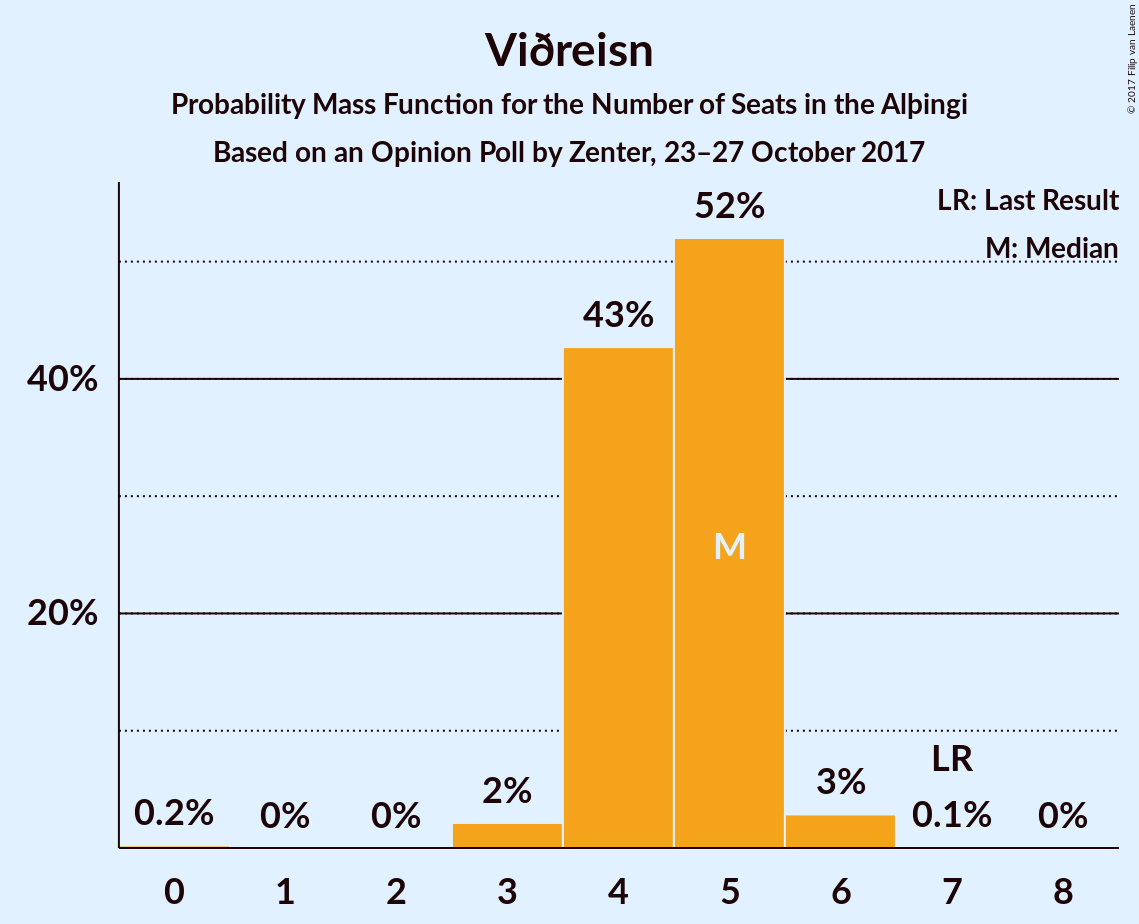 Viðreisn
Probability Mass Function for the Number of Seats in the Alþingi
Based on an Opinion Poll by Zenter, 23–27 October 2017
© 2017 Filip van Laenen
LR: Last Result
M: Median
40%
20%
0.2%
0%
0%
2%
43%
52%
M
3%
LR
0.1%
0%
0
1
2
3
4
5
6
7
8